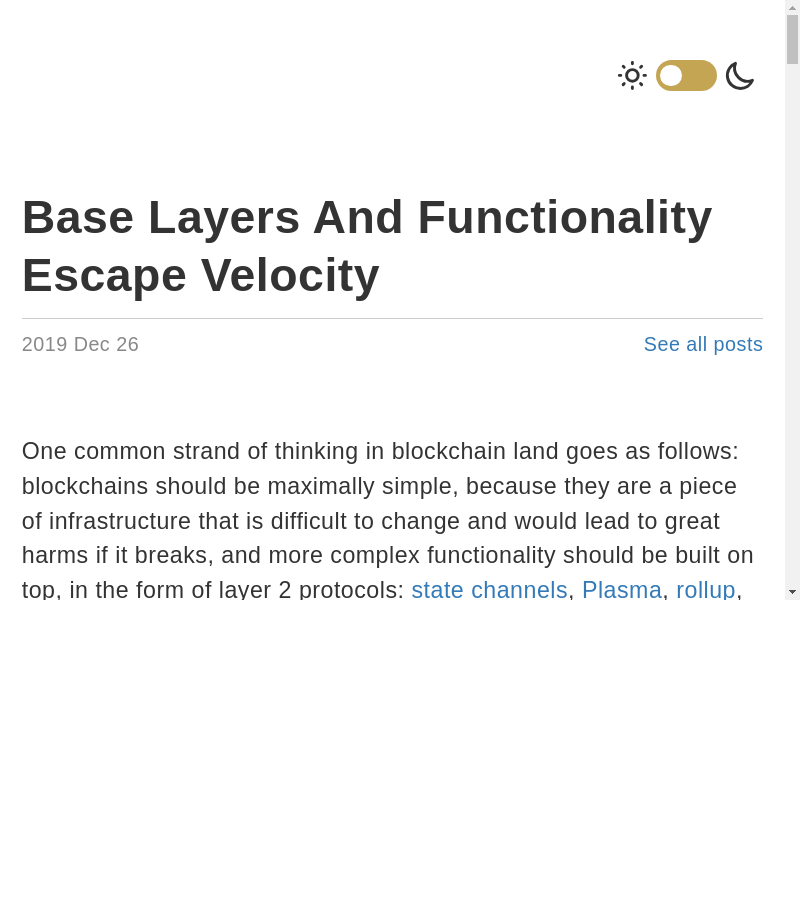 Base Layers And Functionality
Escape Velocity
2019 Dec 26
See all posts
One common strand of thinking in blockchain land goes as follows:
blockchains should be maximally simple, because they are a piece
of infrastructure that is difficult to change and would lead to great
harms if it breaks, and more complex functionality should be built on
top, in the form of layer 2 protocols: state channels, Plasma, rollup,